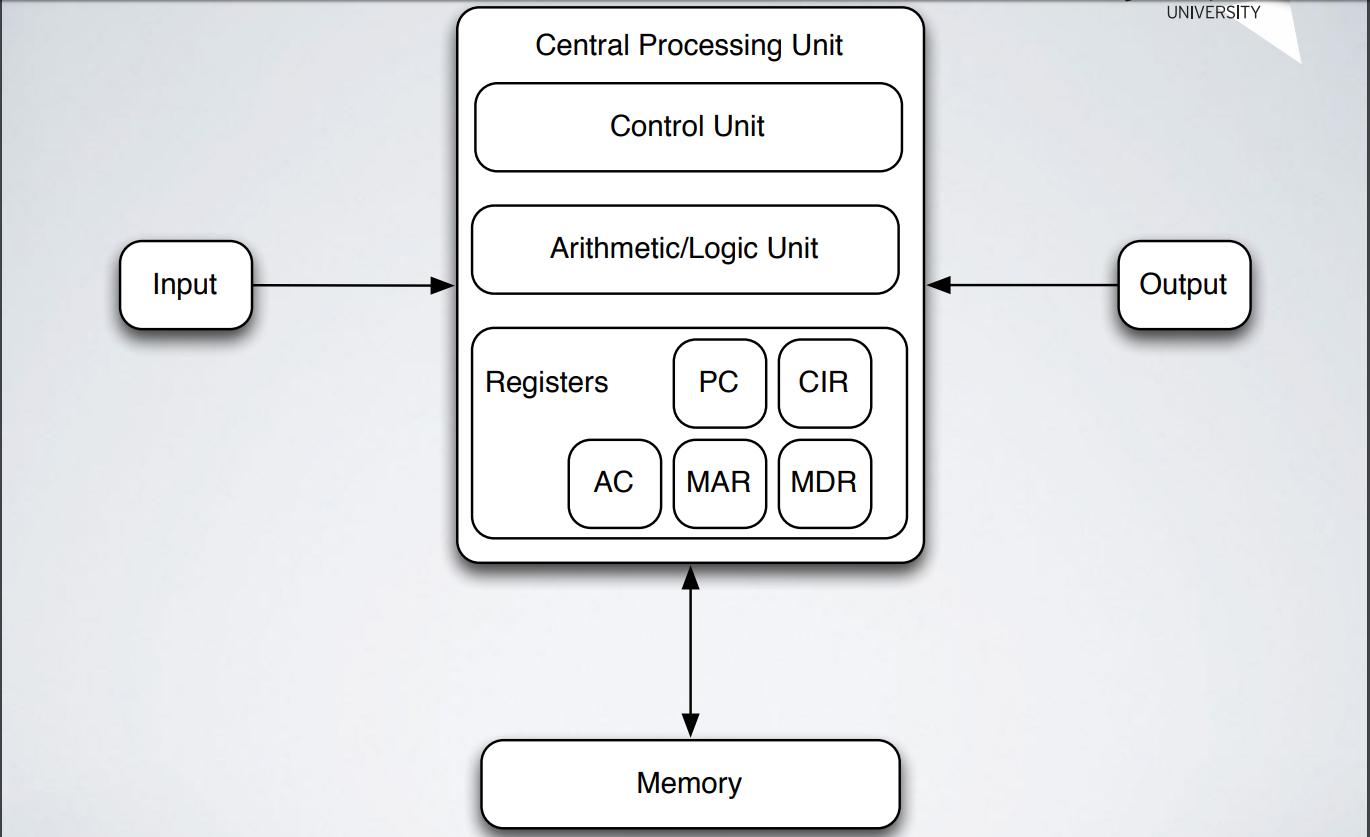 UNIVERSITY
Central Processing Unit
Control Unit
Arithmetic/Logic Unit
Input
Output
Registers
PC
CIR
AC
MAR
MDR
Memory